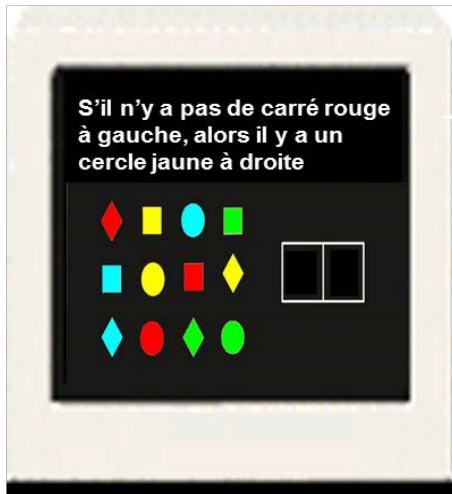 S'il n'y a pas de carré rouge
à gauche, alors il y a un
cercle jaune à droite